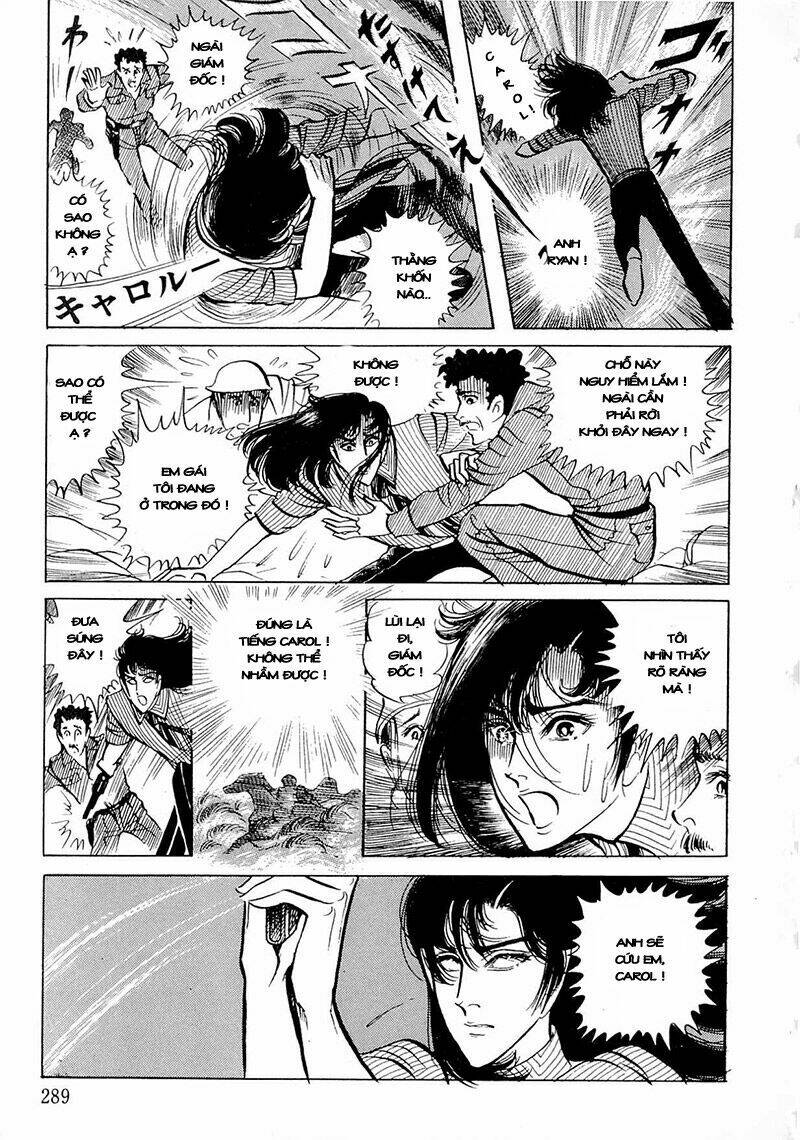 CAROL!
ゴオオ
ANH
RYAN !
わー
NGÀI
GIÁM
ĐỐC !
だすけてんれ
CÓ
SAO
KHÔNG
Ạ ?
THẰNG
KHỐN
NÀO...
キャロルー
CHỖ NÀY
NGUY HIỂM LẮM !
NGÀI CẦN
PHẢI RỜI
KHỎI ĐÂY NGAY !
KHÔNG
ĐƯỢC !
EM GÁI
TÔI ĐANG
Ở TRONG ĐÓ !
SAO CÓ
THỂ
ĐƯỢC
Ạ ?
TÔI
NHÌN THẤY
RÕ RÀNG
MÀ !
LÙI LẠI
ĐI,
GIÁM
ĐỐC !
ĐÚNG LÀ
TIẾNG CAROL !
KHÔNG THỂ
NHẦM ĐƯỢC !
ĐƯA
SÚNG
ĐÂY !
ANH SẼ
CỨU EM,
CAROL !
289